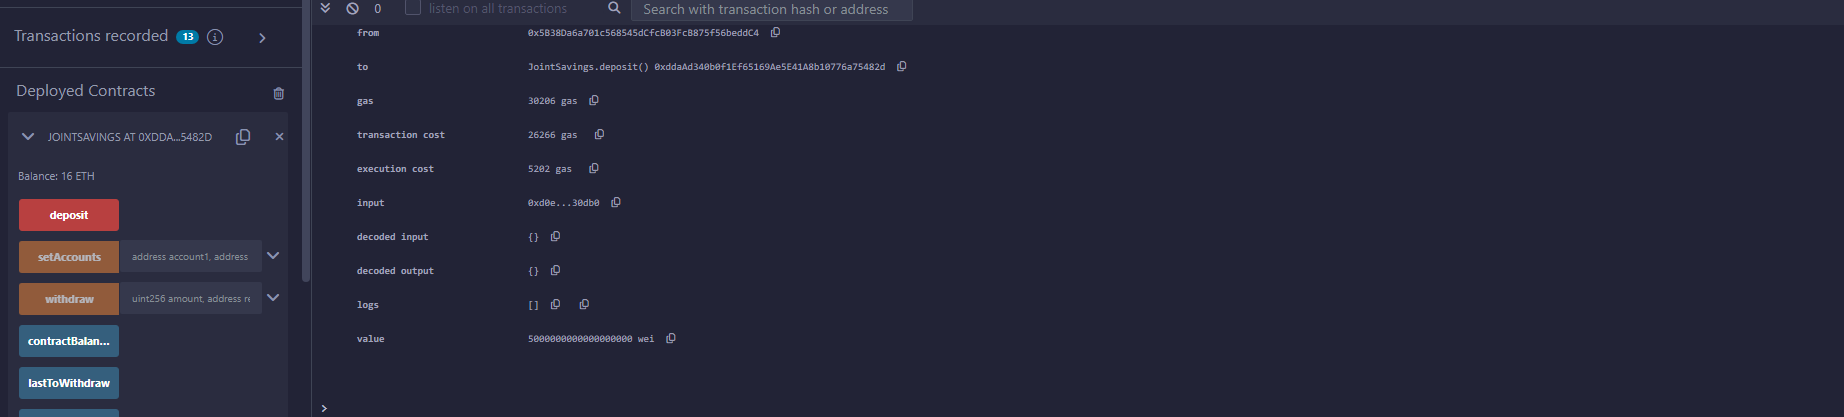 Transactions recorded 13 i
Deployed Contracts
JOINTSAVINGS AT 0XDDA...5482D
Balance: 16 ETH
deposit
setAccounts address account1, address
withdraw uint256 amount, address re
contractBalan...
lastToWithdraw
0 listen on all transactions Search with transaction hash or address
from 0x5B38Da6a701c568545dCfcB03FcB875f56beddC4
to JointSavings.deposit() 0xddaAd340b0f1Ef65169Ae5E41A8b10776a75482d
gas 30206 gas
transaction cost 26266 gas
execution cost 5202 gas
input 0xd0e...30db0
decoded input {}
decoded output {}
logs []
value 5000000000000000000 wei
>